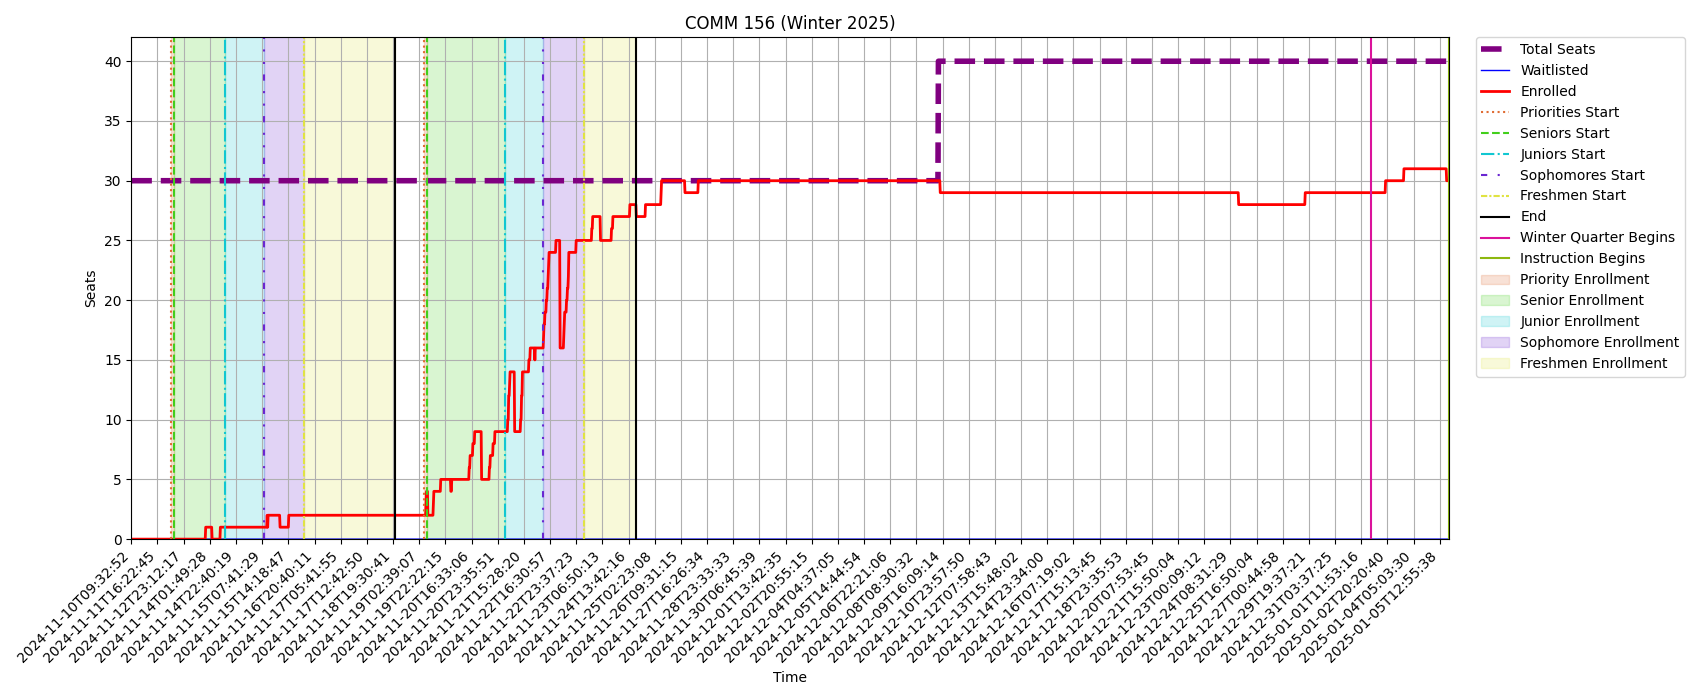 COMM 156 (Winter 2025)
Total Seats
Waitlisted
Enrolled
Priorities Start
Seniors Start
Juniors Start
Sophomores Start
Freshmen Start
End
Winter Quarter Begins
Instruction Begins
Priority Enrollment
Senior Enrollment
Junior Enrollment
Sophomore Enrollment
Freshmen Enrollment
Seats
40
35
30
25
20
15
10
5
0
2024-11-10T09:32:52
2024-11-11T16:22:45
2024-11-12T23:12:17
2024-11-14T01:49:28
2024-11-14T22:40:19
2024-11-15T07:41:29
2024-11-15T14:18:47
2024-11-16T20:40:11
2024-11-17T05:41:55
2024-11-17T12:42:50
2024-11-18T19:30:41
2024-11-19T09:39:07
2024-11-19T22:22:15
2024-11-20T16:33:06
2024-11-20T23:35:51
2024-11-21T15:28:20
2024-11-22T16:30:57
2024-11-22T23:37:23
2024-11-23T06:50:13
2024-11-24T13:42:16
2024-11-25T02:23:08
2024-11-26T09:31:15
2024-11-27T16:26:34
2024-11-28T23:33:33
2024-11-30T06:45:39
2024-12-01T13:42:35
2024-12-02T20:55:15
2024-12-04T04:37:05
2024-12-05T14:44:54
2024-12-06T22:21:06
2024-12-08T08:30:32
2024-12-09T16:09:14
2024-12-10T23:57:50
2024-12-12T07:58:43
2024-12-13T15:48:02
2024-12-14T23:34:00
2024-12-16T07:19:02
2024-12-17T15:13:45
2024-12-18T23:35:53
2024-12-20T07:53:45
2024-12-21T15:50:04
2024-12-23T00:09:12
2024-12-24T08:31:29
2024-12-25T16:50:04
2024-12-27T00:44:58
2024-12-29T19:37:21
2024-12-31T03:37:25
2025-01-01T11:53:16
2025-01-02T20:20:40
2025-01-04T05:03:30
2025-01-05T12:55:38
Time